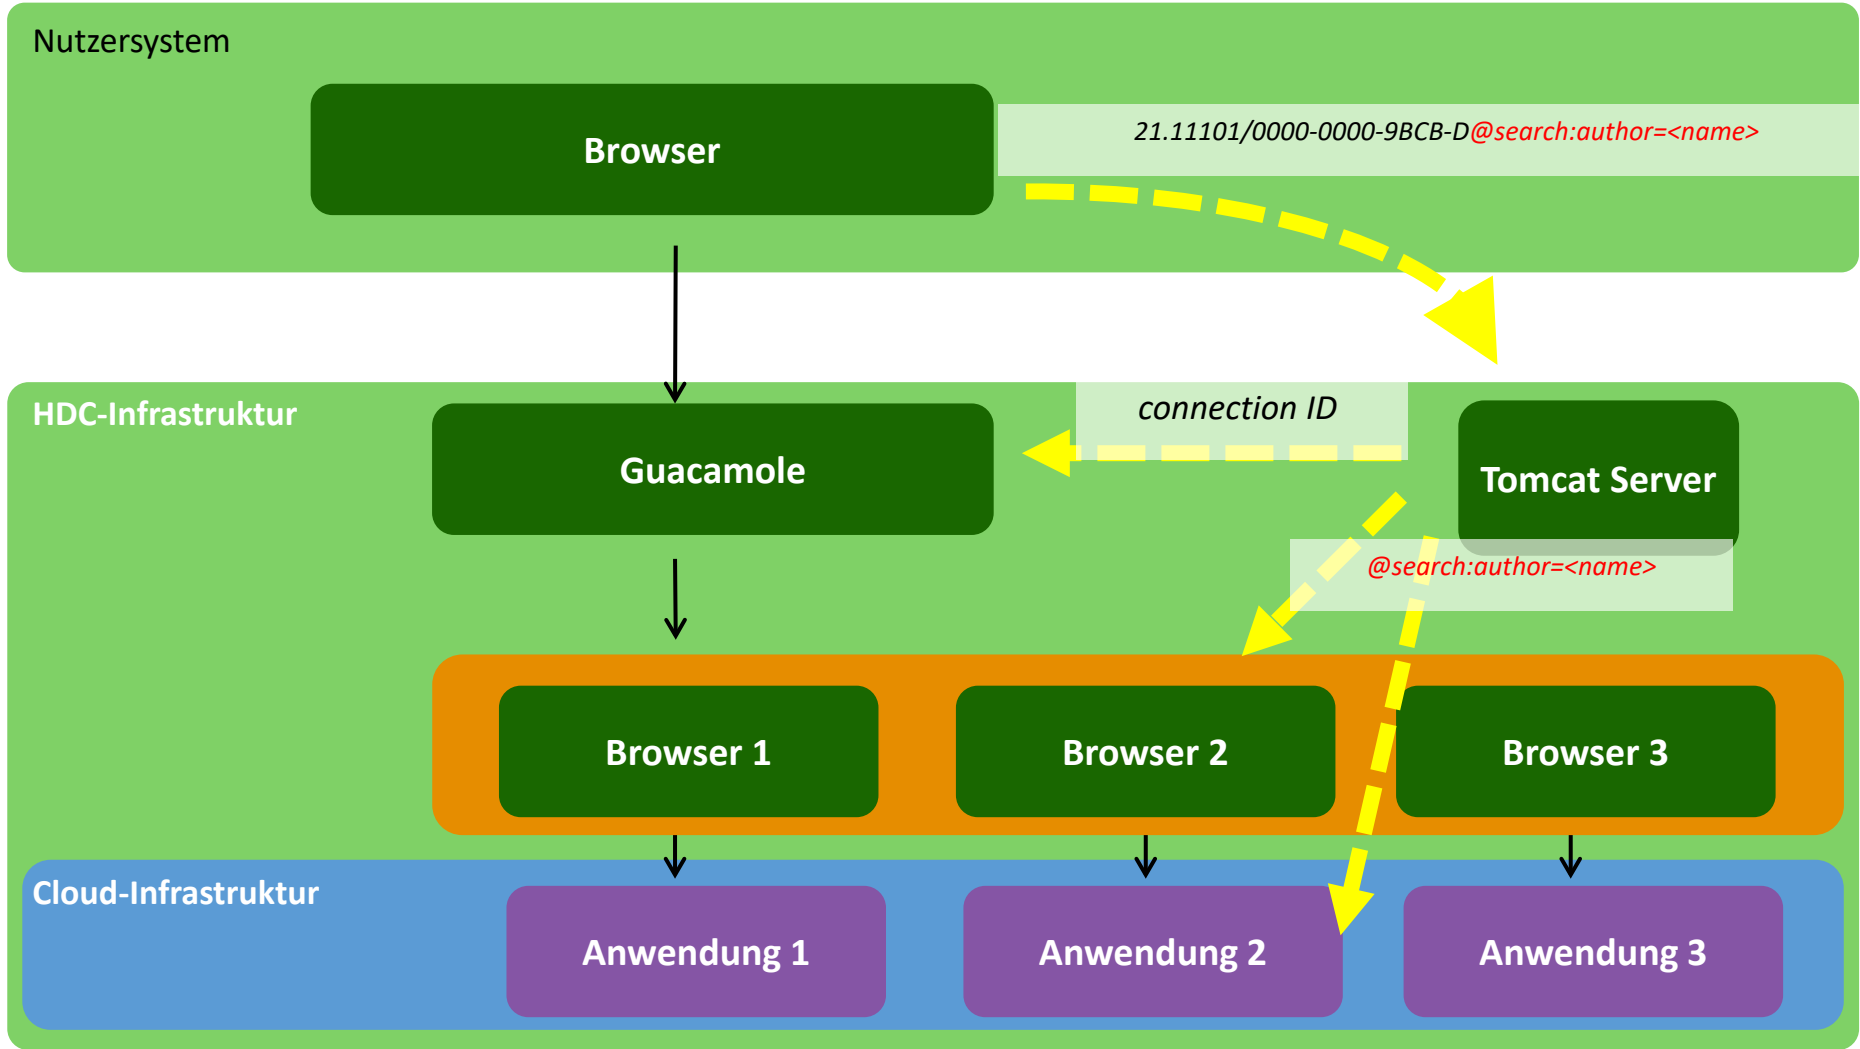 Nutzersystem
Browser
21.11101/0000-0000-9BCB-D@search:author=<name>
HDC-Infrastruktur
Guacamole
connection ID
Tomcat Server
@search:author=<name>
Browser 1
Browser 2
Browser 3
Cloud-Infrastruktur
Anwendung 1
Anwendung 2
Anwendung 3